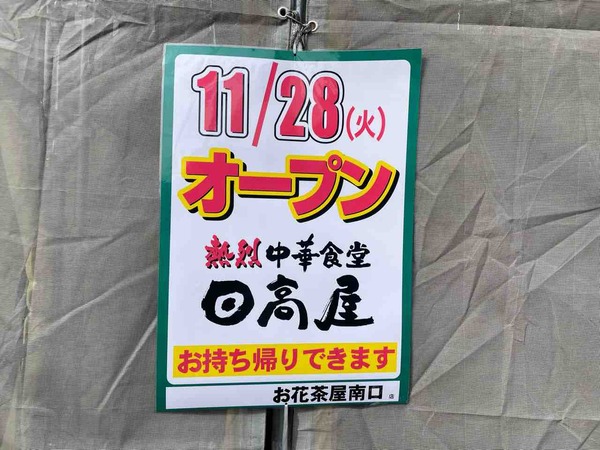 11/28(火)
オープン
熱烈中華食堂
日高屋
お持ち帰りできます
お花茶屋南口店